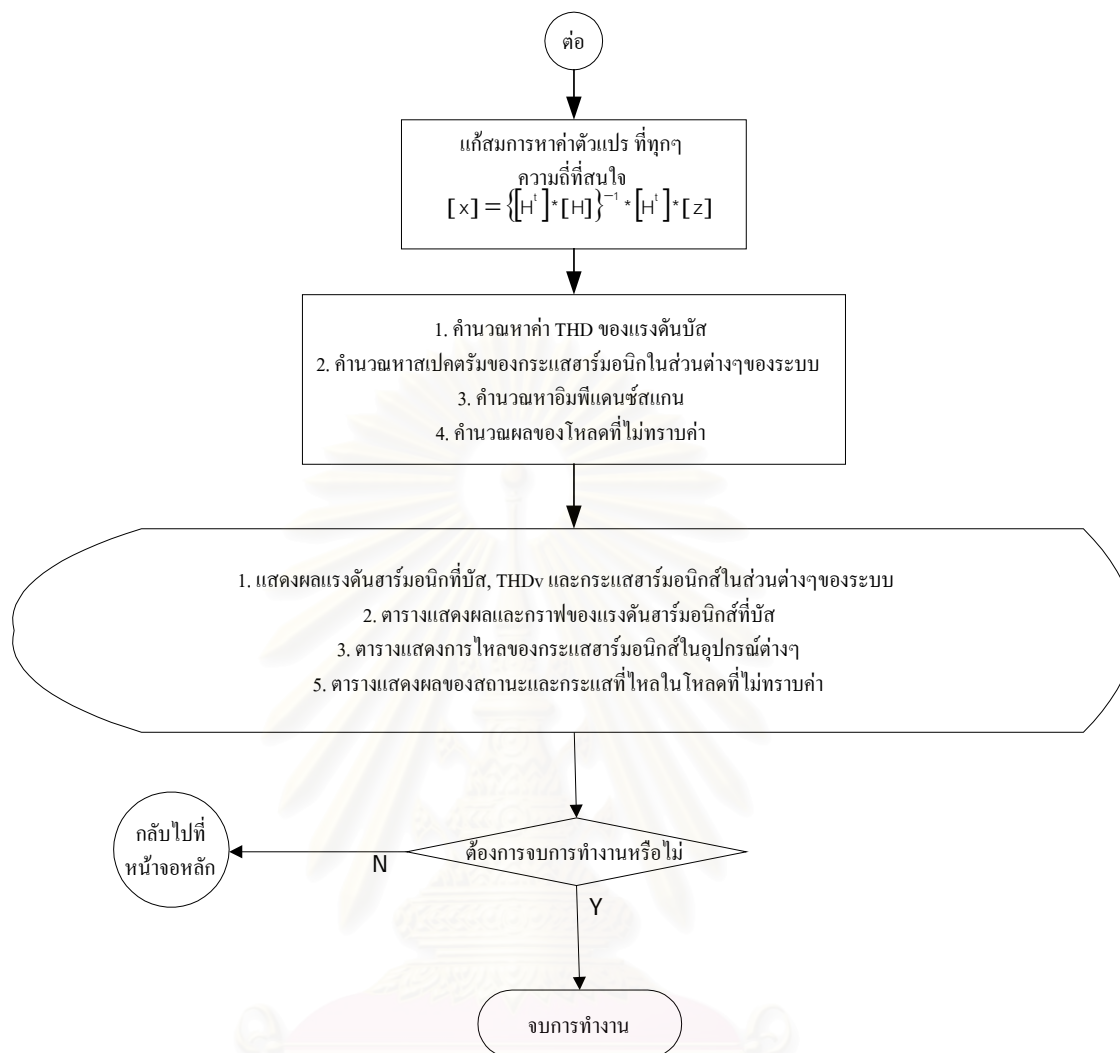 ต่อ
แก้สมการหาค่าตัวแปร ที่ทุกๆ
ความถี่ที่สนใจ
[x] = {[H^t]*[H]}^-1 * [H^t]*[z]
1. คำนวณหาค่า THD ของแรงดันบัส
2. คำนวณหาสเปคตรัมของกระแสฮาร์มอนิกในส่วนต่างๆของระบบ
3. คำนวณหาอิมพีแดนซ์สแกน
4. คำนวณผลของโหลดที่ไม่ทราบค่า
1. แสดงผลแรงดันฮาร์มอนิกที่บัส, THDv และกระแสฮาร์มอนิกส์ในส่วนต่างๆของระบบ
2. ตารางแสดงผลและกราฟของแรงดันฮาร์มอนิกส์ที่บัส
3. ตารางแสดงการไหลของกระแสฮาร์มอนิกส์ในอุปกรณ์ต่างๆ
5. ตารางแสดงผลของสถานะและกระแสที่ไหลในโหลดที่ไม่ทราบค่า
กลับไปที่
หน้าจอหลัก
N
ต้องการจบการทำงานหรือไม่
Y
จบการทำงาน